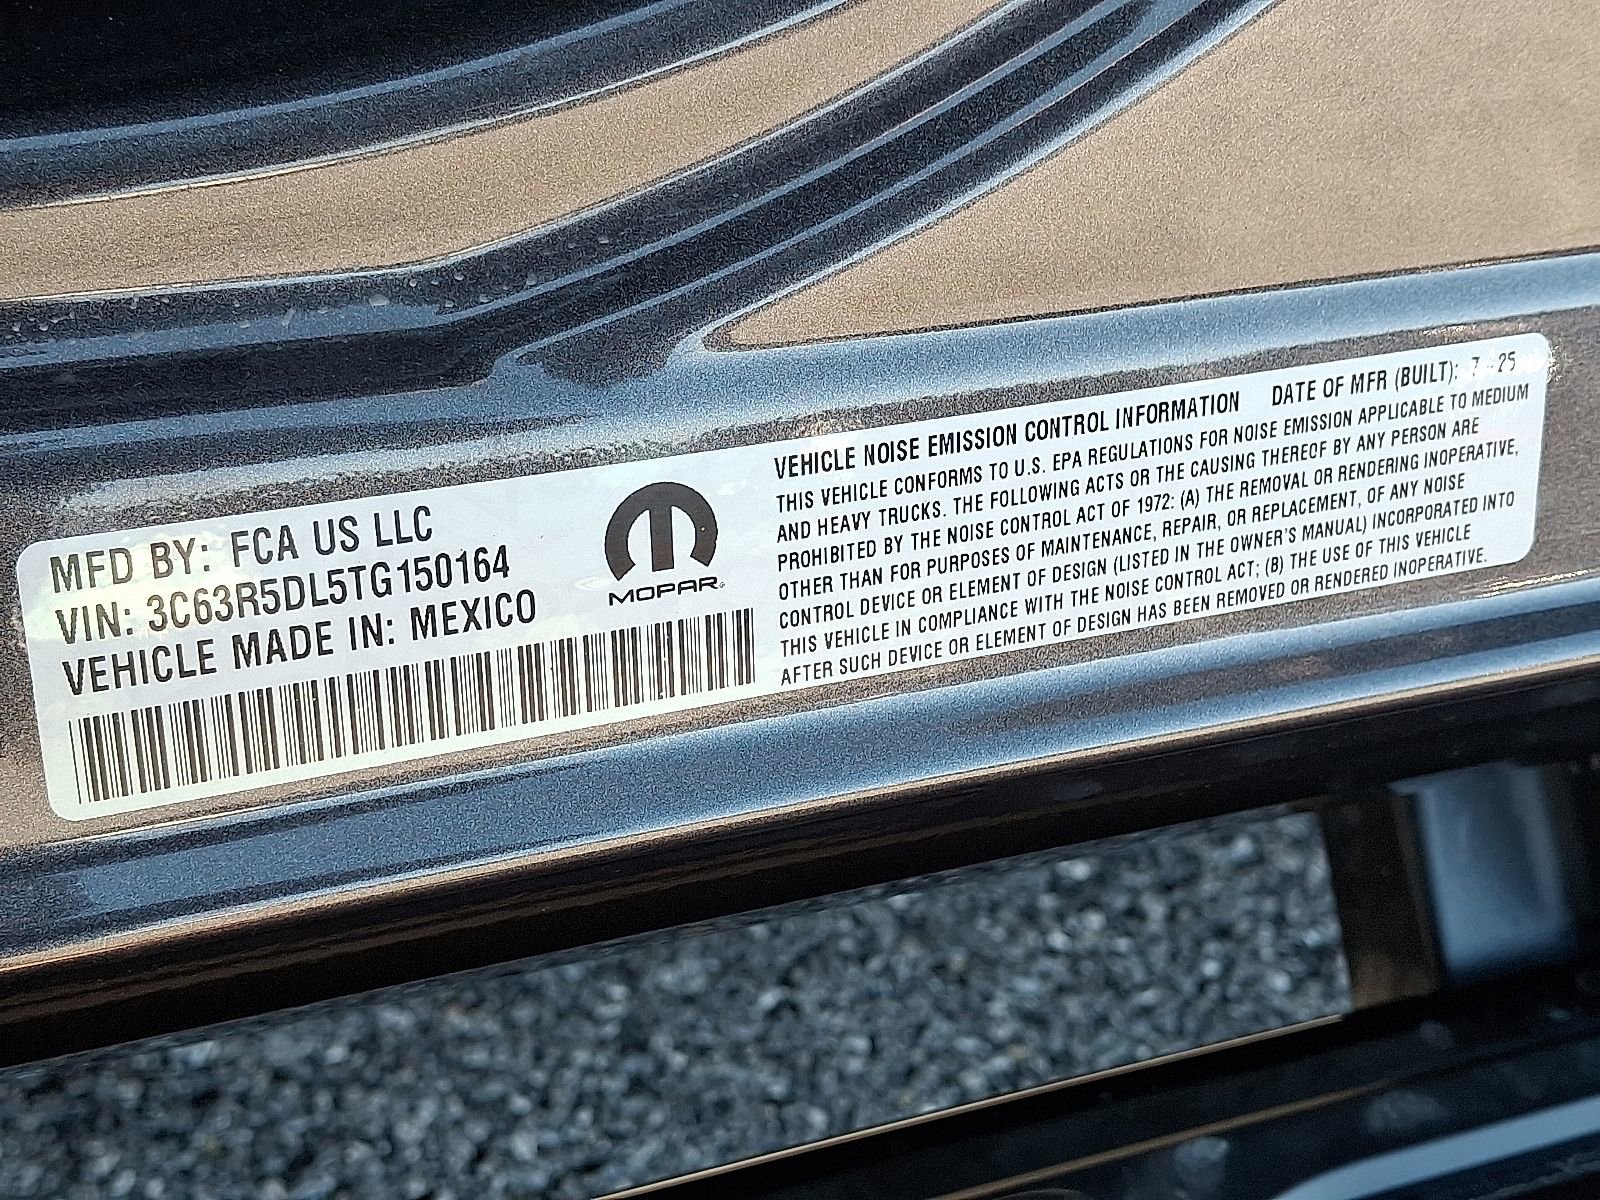 MFD BY: FCA US LLC
VIN: 3C63R5DL5TG150164
VEHICLE MADE IN: MEXICO
MOPAR®
VEHICLE NOISE EMISSION CONTROL INFORMATION DATE OF MFR (BUILT): 7 - 25
THIS VEHICLE CONFORMS TO U.S. EPA REGULATIONS FOR NOISE EMISSION APPLICABLE TO MEDIUM
AND HEAVY TRUCKS. THE FOLLOWING ACTS OR THE CAUSING THEREOF BY ANY PERSON ARE
PROHIBITED BY THE NOISE CONTROL ACT OF 1972: (A) THE REMOVAL OR RENDERING INOPERATIVE,
OTHER THAN FOR PURPOSES OF MAINTENANCE, REPAIR, OR REPLACEMENT, OF ANY NOISE
CONTROL DEVICE OR ELEMENT OF DESIGN (LISTED IN THE OWNER'S MANUAL) INCORPORATED INTO
THIS VEHICLE IN COMPLIANCE WITH THE NOISE CONTROL ACT; (B) THE USE OF THIS VEHICLE
AFTER SUCH DEVICE OR ELEMENT OF DESIGN HAS BEEN REMOVED OR RENDERED INOPERATIVE.